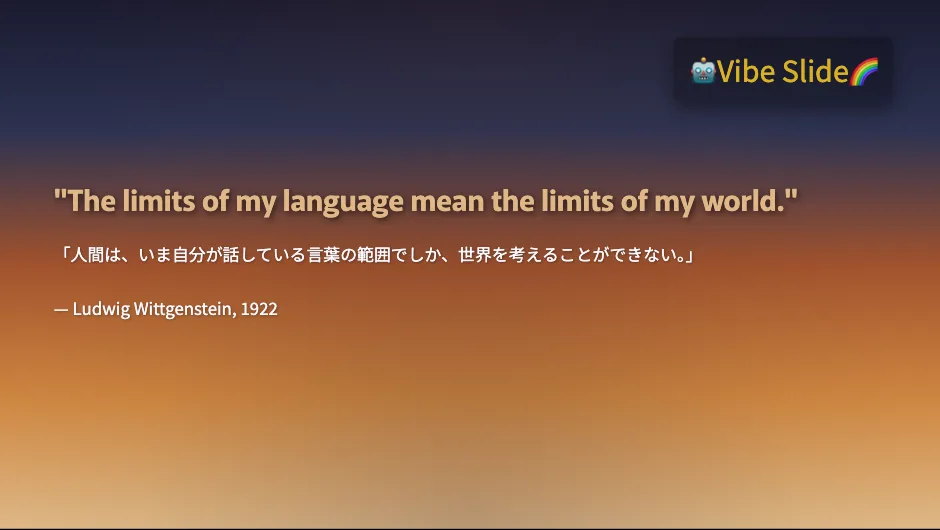 🤖Vibe Slide🌈
"The limits of my language mean the limits of my world."
「人間は、いま自分が話している言葉の範囲でしか、世界を考えることができない。」
— Ludwig Wittgenstein, 1922